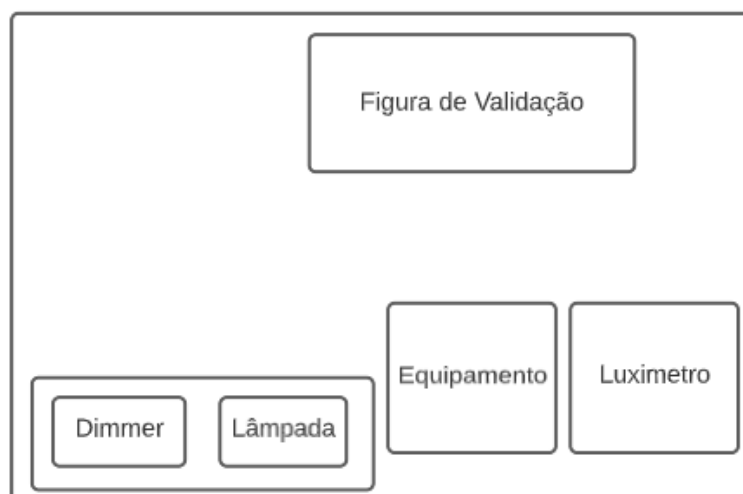 Figura de Validação
Equipamento
Luximetro
Dimmer
Lâmpada